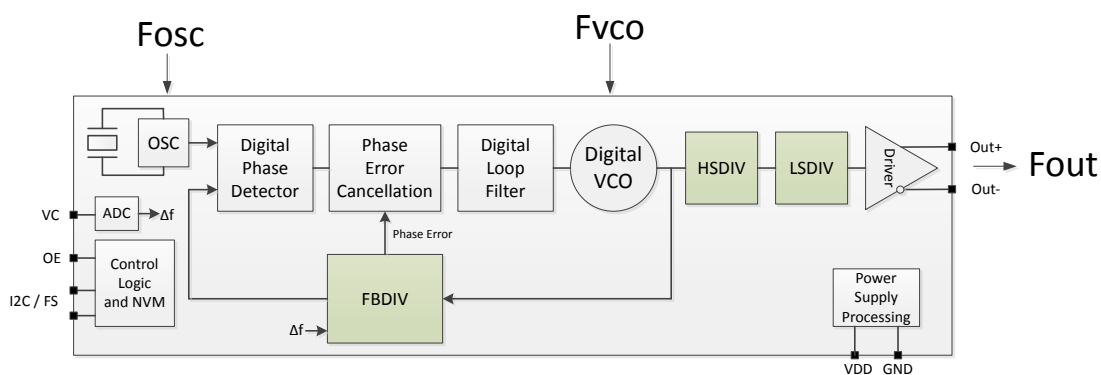 Fosc
Fvco
OSC
Digital
Phase
Detector
Phase
Error
Cancellation
Digital
Loop
Filter
Digital
VCO
HSDIV
LSDIV
Driver
Out+
Out-
Fout
VC
ADC
Δf
Phase Error
OE
I2C / FS
Control
Logic
and NVM
FBDIV
Δf
Power
Supply
Processing
VDD
GND